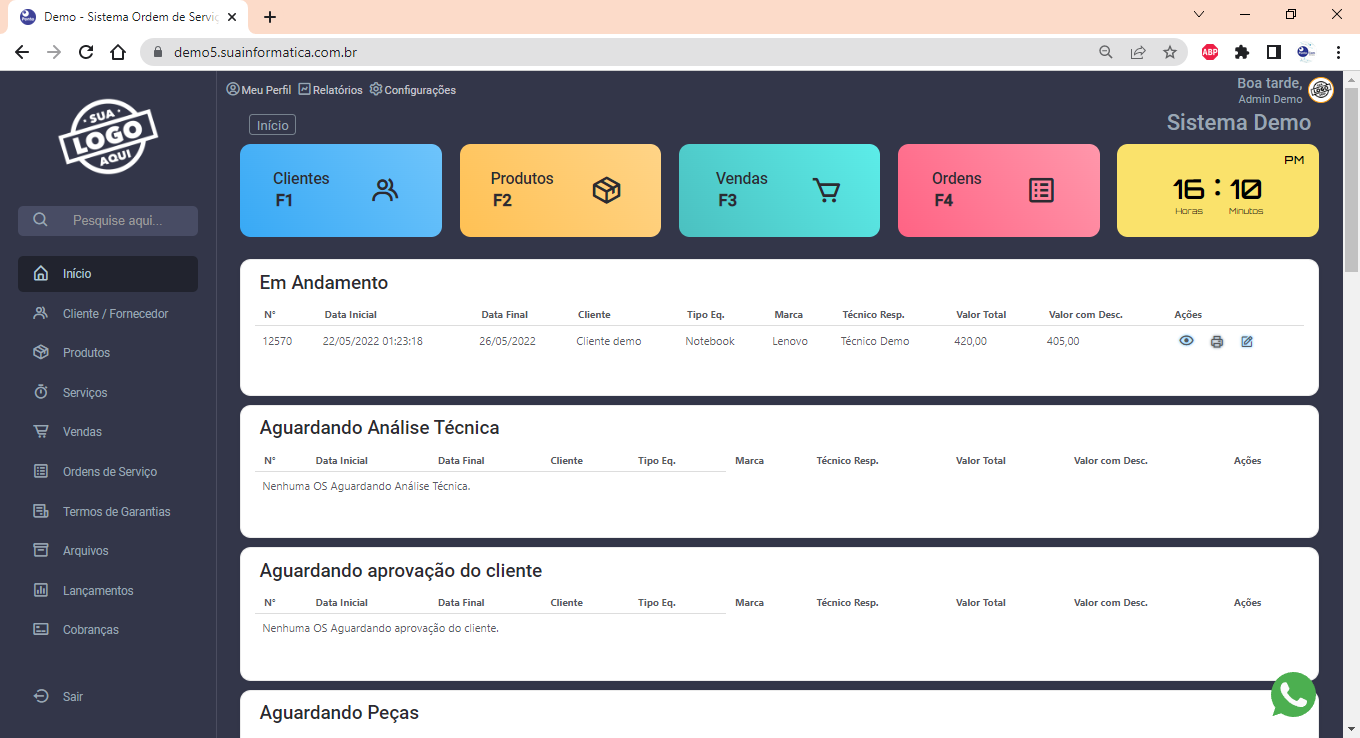 Demo - Sistema Ordem de Serviç
demo5.suainformatica.com.br
ABP
SUA
LOGO
AQUI
Pesquise aqui...
Início
Cliente / Fornecedor
Produtos
Serviços
Vendas
Ordens de Serviço
Termos de Garantias
Arquivos
Lançamentos
Cobranças
Sair
Meu Perfil Relatórios Configurações
Boa tarde,
Admin Demo
Início
Sistema Demo
Clientes
F1
Produtos
F2
Vendas
F3
Ordens
F4
PM
16 : 10
Horas Minutos
Em Andamento
N° Data Inicial Data Final Cliente Tipo Eq. Marca Técnico Resp. Valor Total Valor com Desc. Ações
12570 22/05/2022 01:23:18 26/05/2022 Cliente demo Notebook Lenovo Técnico Demo 420,00 405,00
Aguardando Análise Técnica
N° Data Inicial Data Final Cliente Tipo Eq. Marca Técnico Resp. Valor Total Valor com Desc. Ações
Nenhuma OS Aguardando Análise Técnica.
Aguardando aprovação do cliente
N° Data Inicial Data Final Cliente Tipo Eq. Marca Técnico Resp. Valor Total Valor com Desc. Ações
Nenhuma OS Aguardando aprovação do cliente.
Aguardando Peças